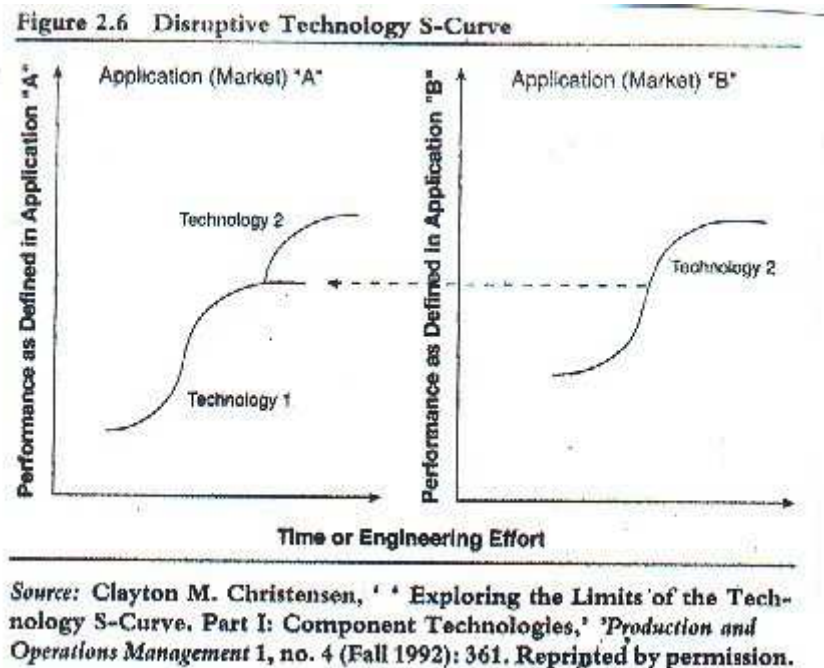 Figure 2.6 Disruptive Technology S-Curve
Application (Market) "A"
Performance as Defined in Application "A"
Technology 2
Technology 1
Application (Market) "B"
Performance as Defined in Application "B"
Technology 2
Time or Engineering Effort
Source: Clayton M. Christensen, ‘ ‘ Exploring the Limits of the Tech-
nology S-Curve. Part I: Component Technologies,’ ’Production and
Operations Management 1, no. 4 (Fall 1992): 361. Reprinted by permission.